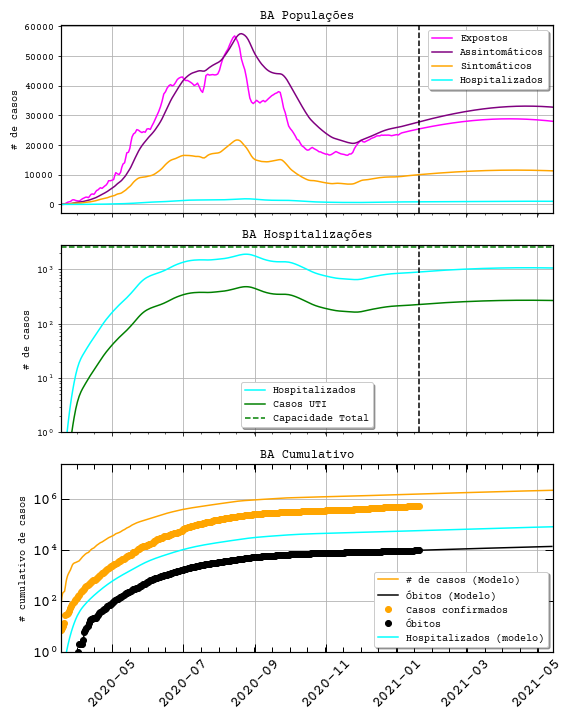 BA Populações
# de casos
60000
50000
40000
30000
20000
10000
0
Expostos
Assintomáticos
Sintomáticos
Hospitalizados
BA Hospitalizações
# de casos
10³
10²
10¹
10⁰
Hospitalizados
Casos UTI
Capacidade Total
BA Cumulativo
# cumulativo de casos
10⁶
10⁴
10²
10⁰
# de casos (Modelo)
Óbitos (Modelo)
Casos confirmados
Óbitos
Hospitalizados (modelo)
2020-05
2020-07
2020-09
2020-11
2021-01
2021-03
2021-05